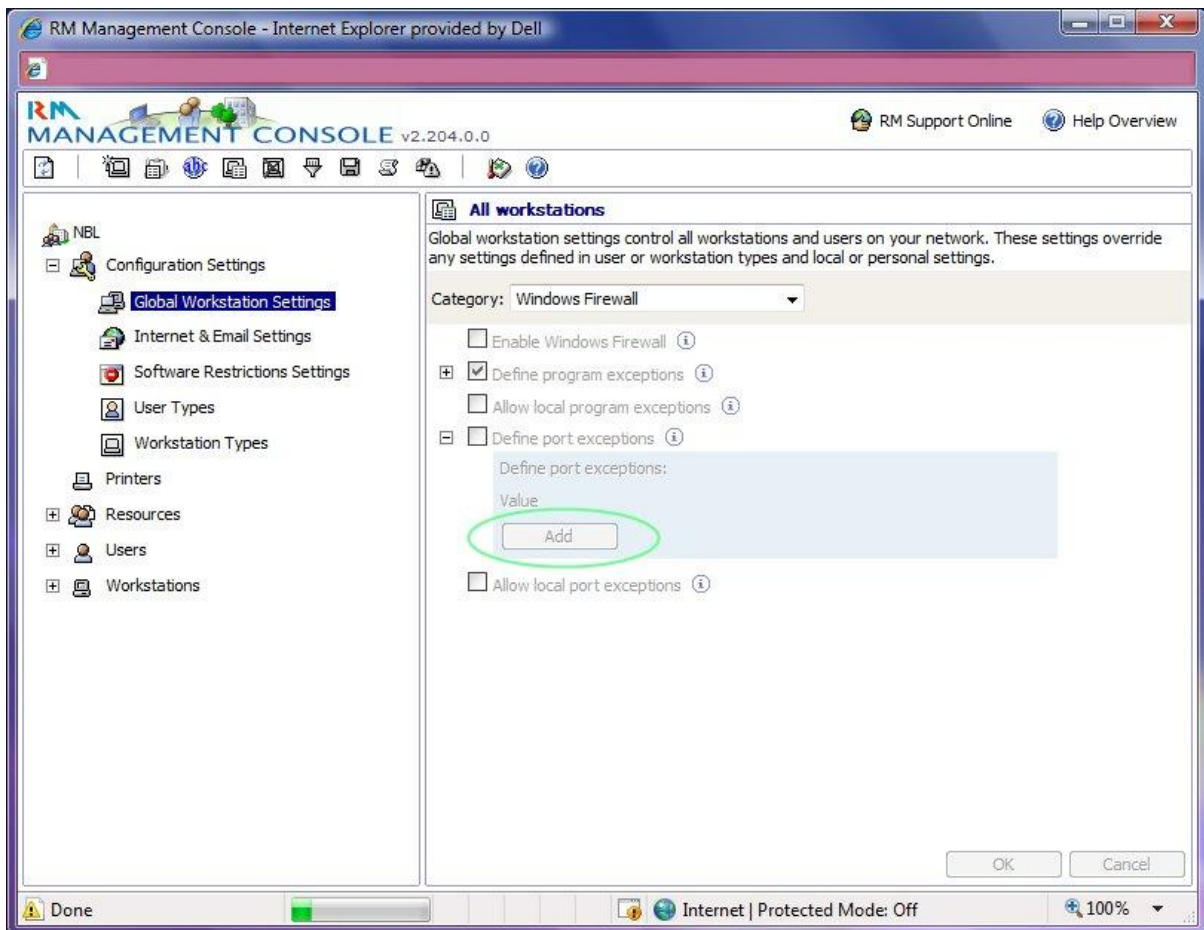 RM Management Console - Internet Explorer provided by Dell
RM
MANAGEMENT CONSOLE v2.204.0.0
RM Support Online
Help Overview
abc
NBL
Configuration Settings
Global Workstation Settings
Internet & Email Settings
Software Restrictions Settings
User Types
Workstation Types
Printers
Resources
Users
Workstations
All workstations
Global workstation settings control all workstations and users on your network. These settings override
any settings defined in user or workstation types and local or personal settings.
Category: Windows Firewall
Enable Windows Firewall
Define program exceptions
Allow local program exceptions
Define port exceptions
Define port exceptions:
Value
Add
Allow local port exceptions
OK
Cancel
Done
Internet | Protected Mode: Off
100%